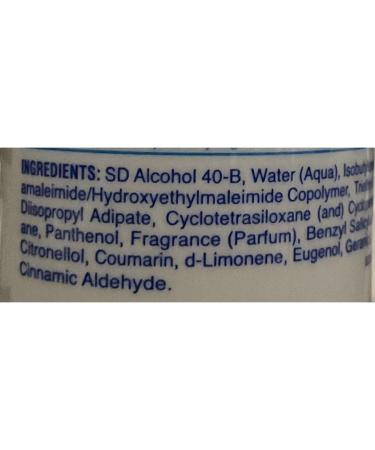 INGREDIENTS: SD Alcohol 40-B, Water (Aqua),
amaleimide/Hydroxyethylmaleimide Copolymer,
Diisopropyl Adipate, Cyclotetrasiloxane (and)
ane, Panthenol, Fragrance (Parfum), Benzyl
Citronellol, Coumarin, d-Limonene, Eugenol,
Cinnamic Aldehyde.